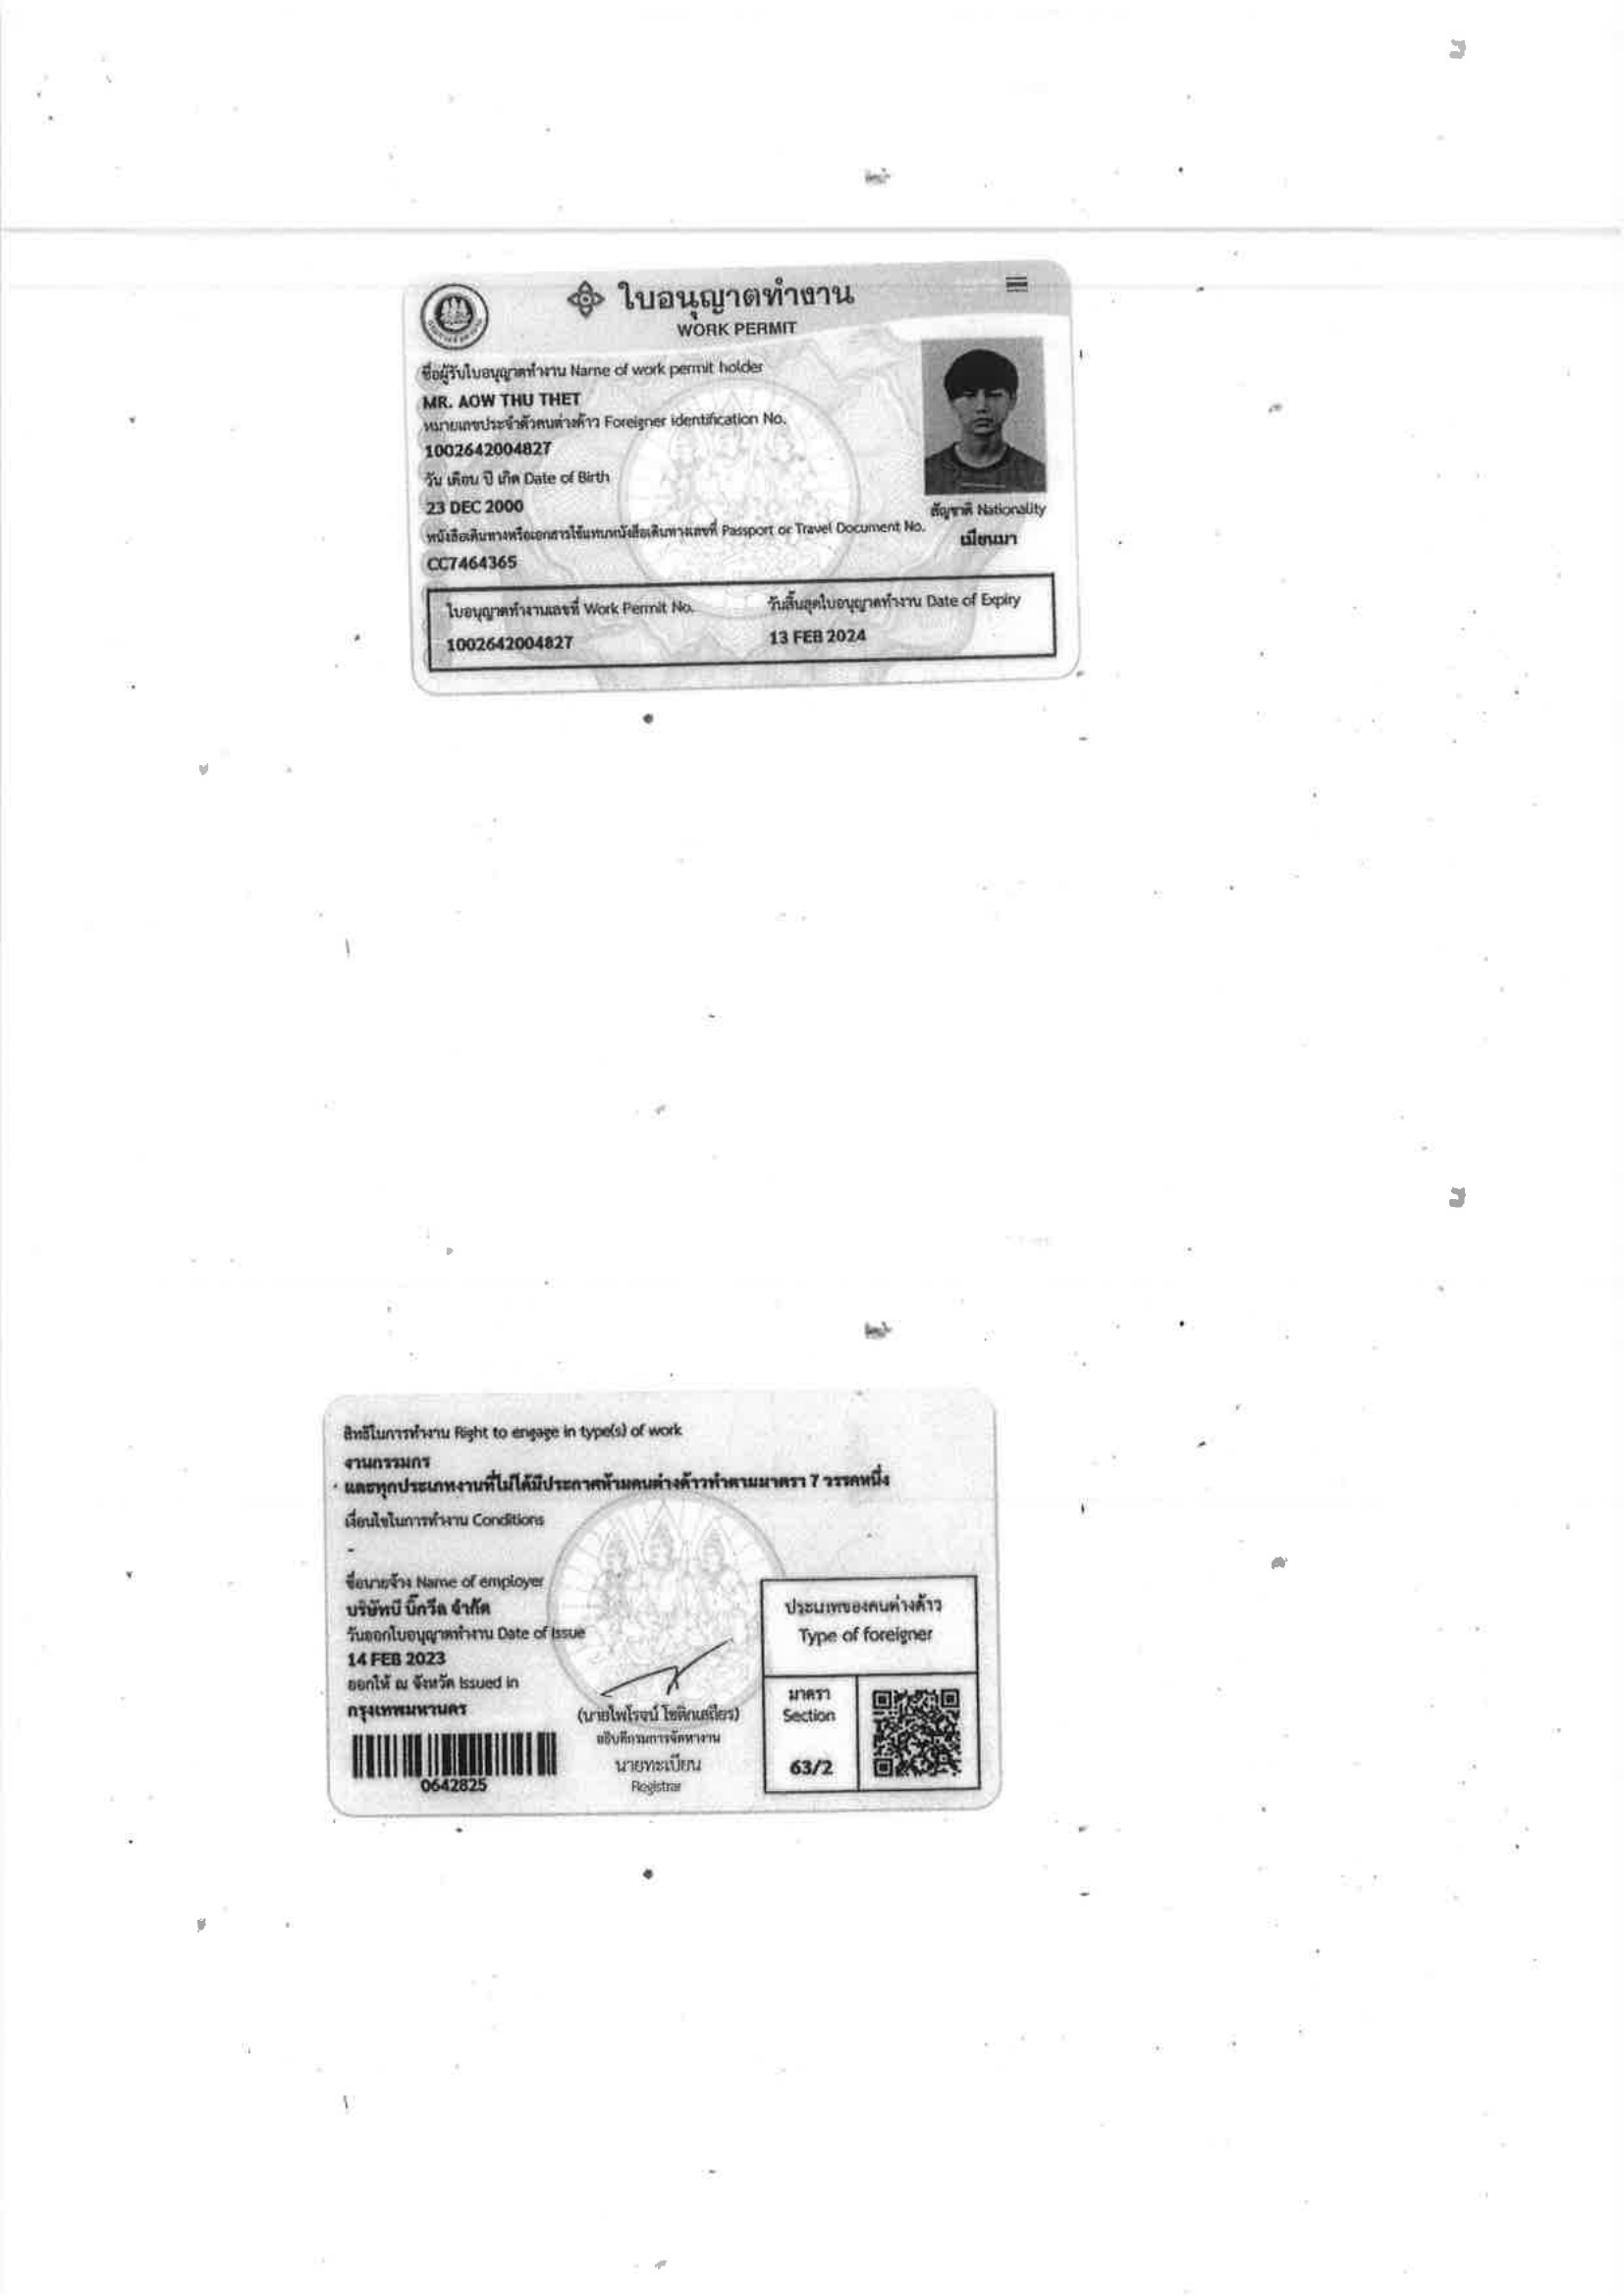 ใบอนุญาตทำงาน
WORK PERMIT
ชื่อผู้รับใบอนุญาตทำงาน Name of work permit holder
MR. AOW THU THET
หมายเลขประจำตัวคนต่างด้าว Foreigner identification No.
1002642004827
วัน เดือน ปี เกิด Date of Birth
23 DEC 2000
หนังสือเดินทางหรือเอกสารใช้แทนหนังสือเดินทางเลขที่ Passport or Travel Document No.
CC7464365
สัญชาติ Nationality
เมียนมา
ใบอนุญาตทำงานเลขที่ Work Permit No.
1002642004827
วันสิ้นสุดใบอนุญาตทำงาน Date of Expiry
13 FEB 2024
สิทธิในการทำงาน Right to engage in type(s) of work
งานกรรมกร
และทุกประเภทงานที่ไม่ได้มีประกาศห้ามคนต่างด้าวทำตามมาตรา 7 วรรคหนึ่ง
เงื่อนไขในการทำงาน Conditions
-
ชื่อนายจ้าง Name of employer
บริษัทบี บิ๊กวีล จำกัด
วันออกใบอนุญาตทำงาน Date of Issue
14 FEB 2023
ออกให้ ณ จังหวัด Issued in
กรุงเทพมหานคร
0642825
(นายไพโรจน์ โชติกเสถียร)
อธิบดีกรมการจัดหางาน
นายทะเบียน
Registrar
ประเภทของคนต่างด้าว
Type of foreigner
มาตรา
Section
63/2